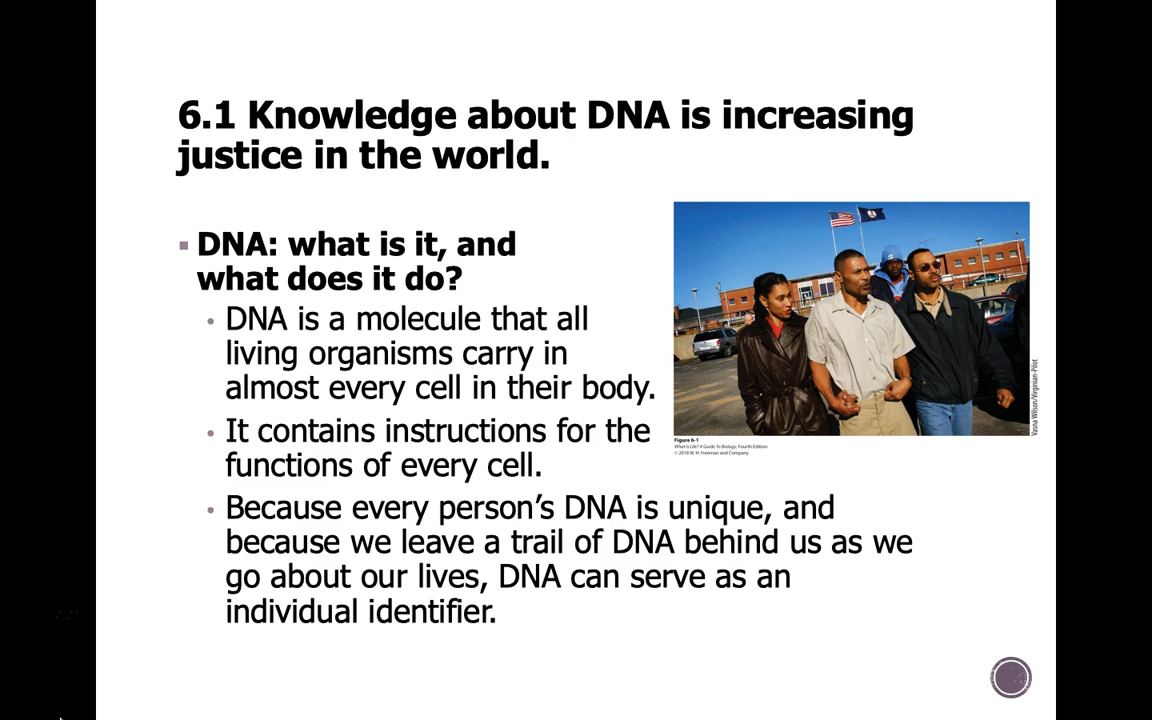 6.1 Knowledge about DNA is increasing
justice in the world.
DNA: what is it, and
what does it do?
DNA is a molecule that all
living organisms carry in
almost every cell in their body.
It contains instructions for the
functions of every cell.
Because every person's DNA is unique, and
because we leave a trail of DNA behind us as we
go about our lives, DNA can serve as an
individual identifier.
Vasna Wilson/Virginian-Pilot
Figure 6-1
What Is Life? A Guide To Biology, Fourth Edition
© 2018 W. H. Freeman and Company